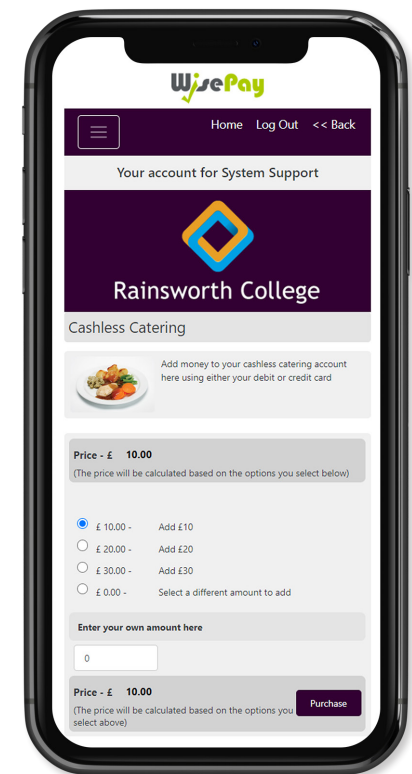 WisePay
Home Log Out << Back
Your account for System Support
Rainsworth College
Cashless Catering
Add money to your cashless catering account
here using either your debit or credit card
Price - £ 10.00
(The price will be calculated based on the options you select below)
£ 10.00 - Add £10
£ 20.00 - Add £20
£ 30.00 - Add £30
£ 0.00 - Select a different amount to add
Enter your own amount here
0
Price - £ 10.00
(The price will be calculated based on the options you
select above)
Purchase